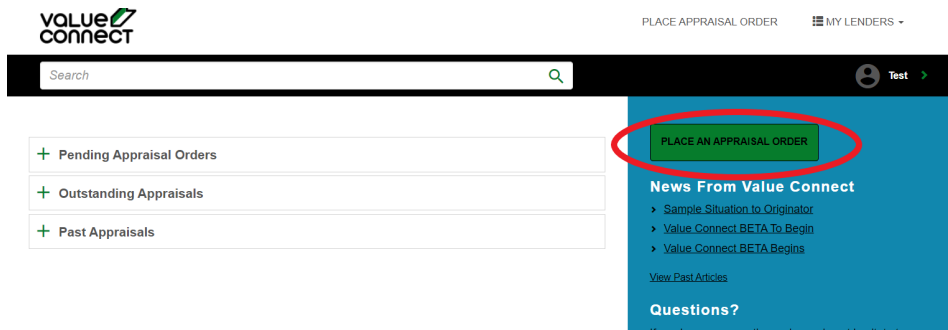 VALUE
CONNECT
PLACE APPRAISAL ORDER
MY LENDERS
Search
Test
PLACE AN APPRAISAL ORDER
Pending Appraisal Orders
Outstanding Appraisals
Past Appraisals
News From Value Connect
Sample Situation to Originator
Value Connect BETA To Begin
Value Connect BETA Begins
View Past Articles
Questions?